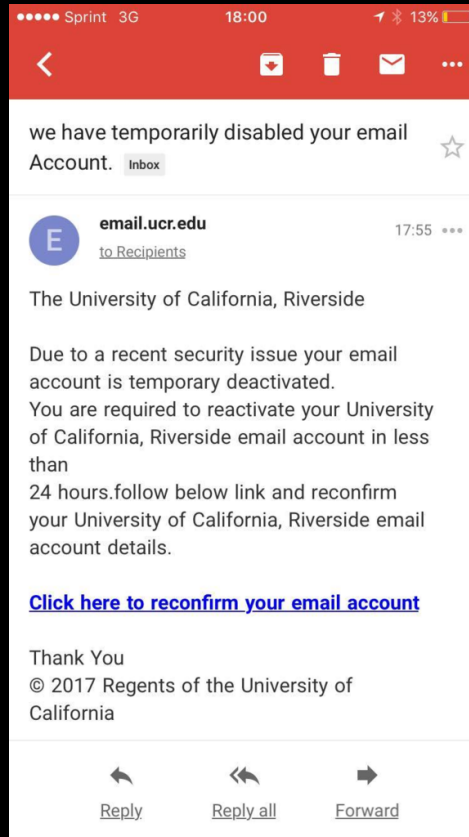 Sprint 3G 18:00 13%
we have temporarily disabled your email
Account. Inbox
E
email.ucr.edu
17:55
to Recipients
The University of California, Riverside
Due to a recent security issue your email
account is temporary deactivated.
You are required to reactivate your University
of California, Riverside email account in less
than
24 hours.follow below link and reconfirm
your University of California, Riverside email
account details.
Click here to reconfirm your email account
Thank You
© 2017 Regents of the University of
California
Reply Reply all Forward